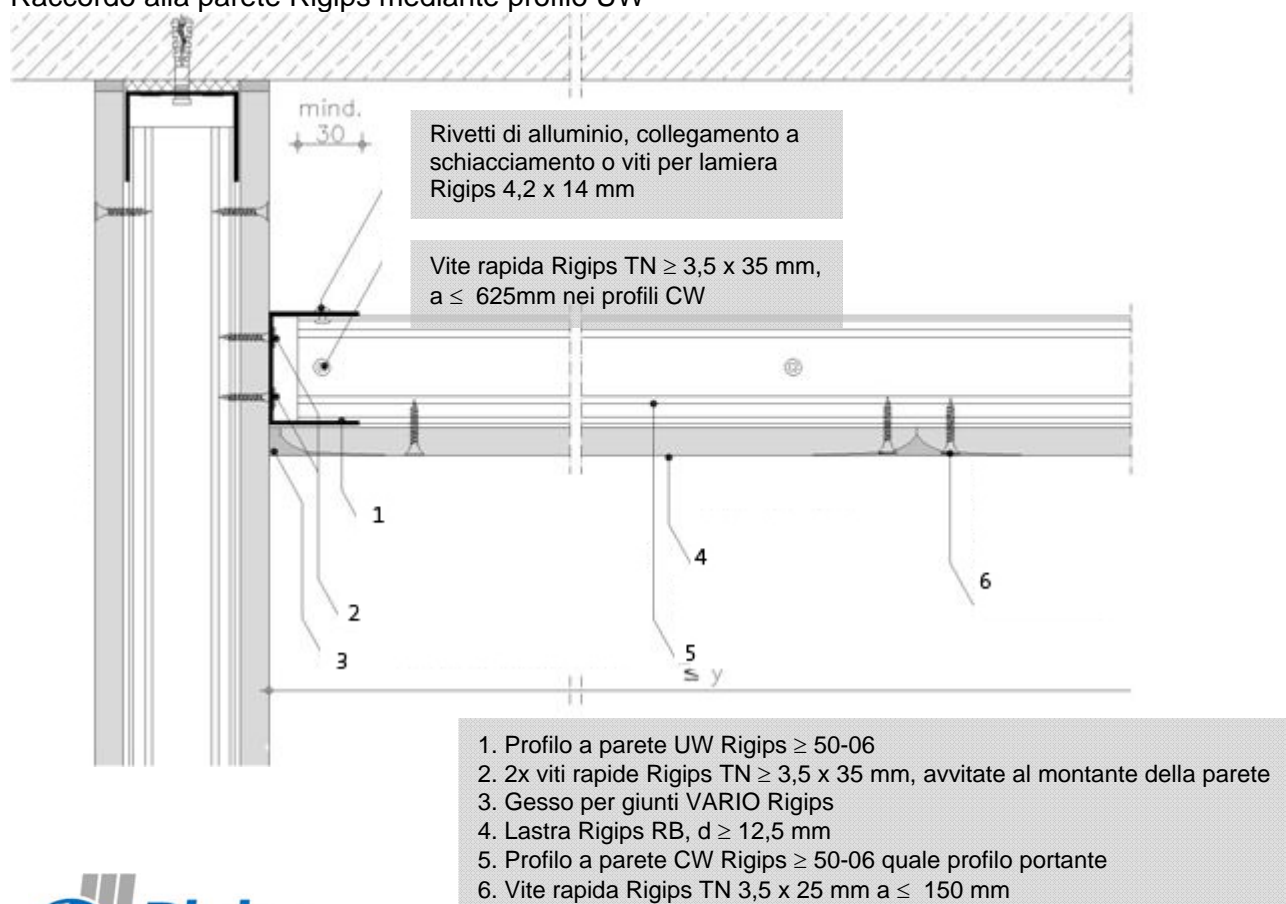 Raccordo alla parete Rigips mediante profilo UW
mind.
30
Rivetti di alluminio, collegamento a
schiacciamento o viti per lamiera
Rigips 4,2 x 14 mm
Vite rapida Rigips TN ≥ 3,5 x 35 mm,
a ≤ 625mm nei profili CW
1
2
3
4
5
6
≤ y
1. Profilo a parete UW Rigips ≥ 50-06
2. 2x viti rapide Rigips TN ≥ 3,5 x 35 mm, avvitate al montante della parete
3. Gesso per giunti VARIO Rigips
4. Lastra Rigips RB, d ≥ 12,5 mm
5. Profilo a parete CW Rigips ≥ 50-06 quale profilo portante
6. Vite rapida Rigips TN 3,5 x 25 mm a ≤ 150 mm